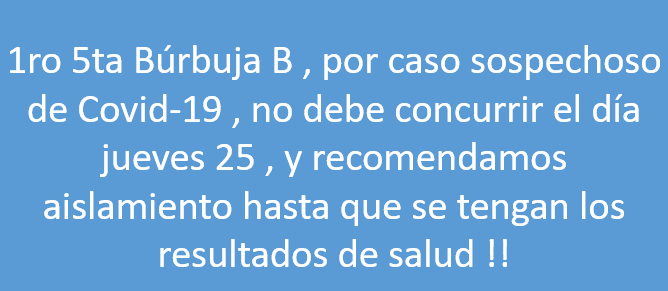 1ro 5ta Búrbuja B , por caso sospechoso
de Covid-19 , no debe concurrir el día
jueves 25 , y recomendamos
aislamiento hasta que se tengan los
resultados de salud !!